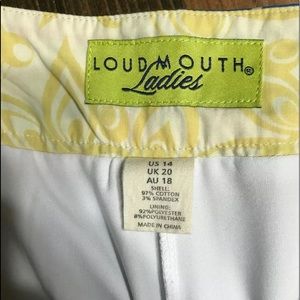 LOUDMOUTH®
Ladies
US 14
UK 20
AU 18
SHELL:
97% COTTON
3% SPANDEX
LINING:
92%POLYESTER
8%POLYURETHANE
MADE IN CHINA